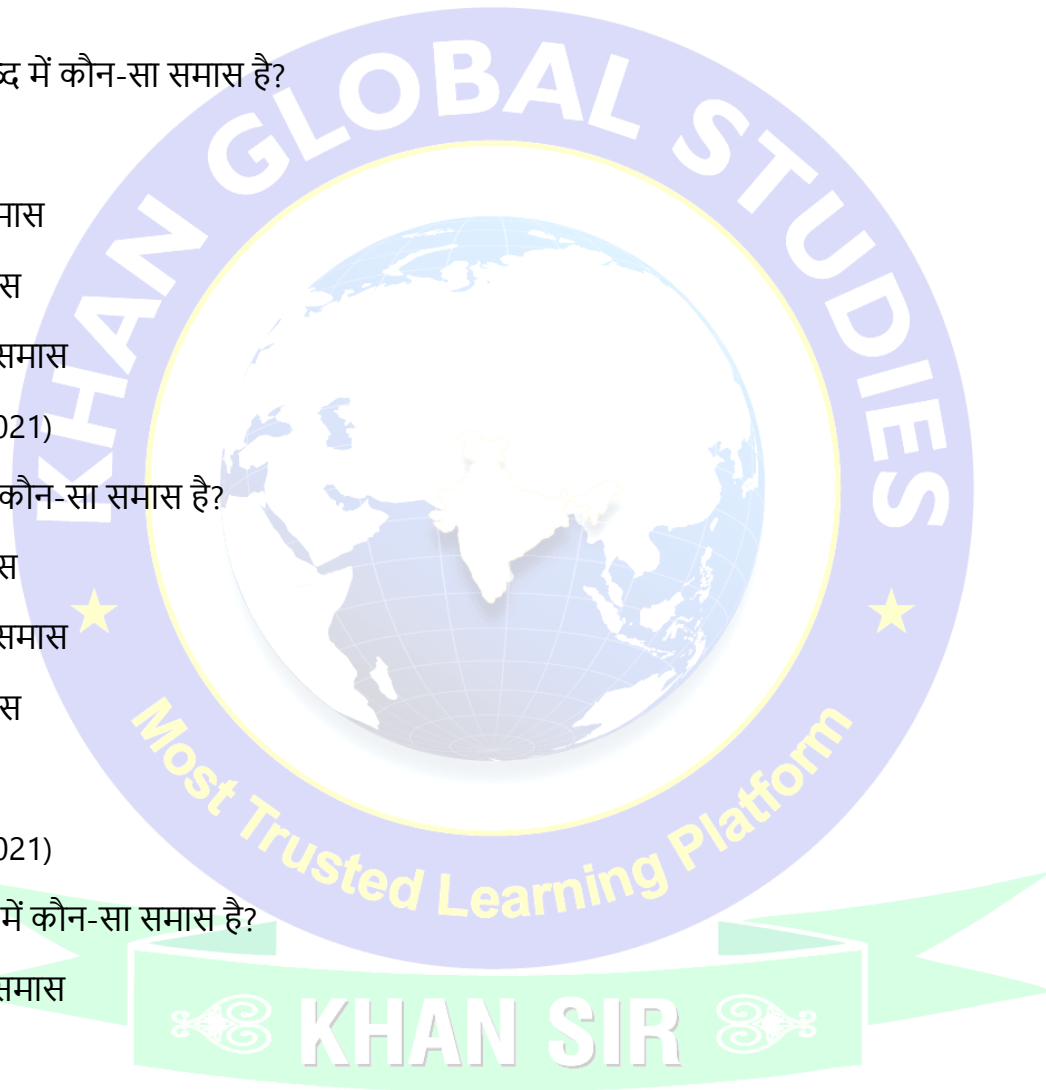 KHAN GLOBAL STUDIES
ब्द में कौन-सा समास है?
मास
स
समास
021)
कौन-सा समास है?
स
समास
स
021)
में कौन-सा समास है?
समास
Most Trusted Learning Platform
KHAN SIR